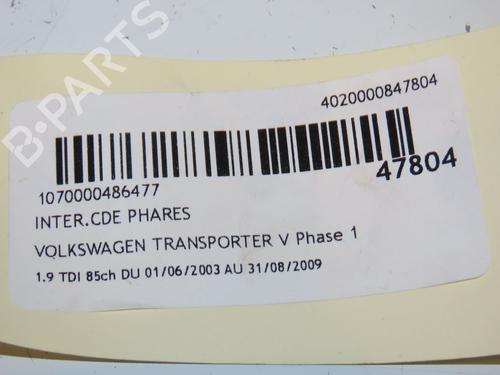 4020000847804
47804
1070000486477
INTER.CDE PHARES
VOLKSWAGEN TRANSPORTER V Phase 1
1.9 TDI 85ch DU 01/06/2003 AU 31/08/2009
B-PARTS